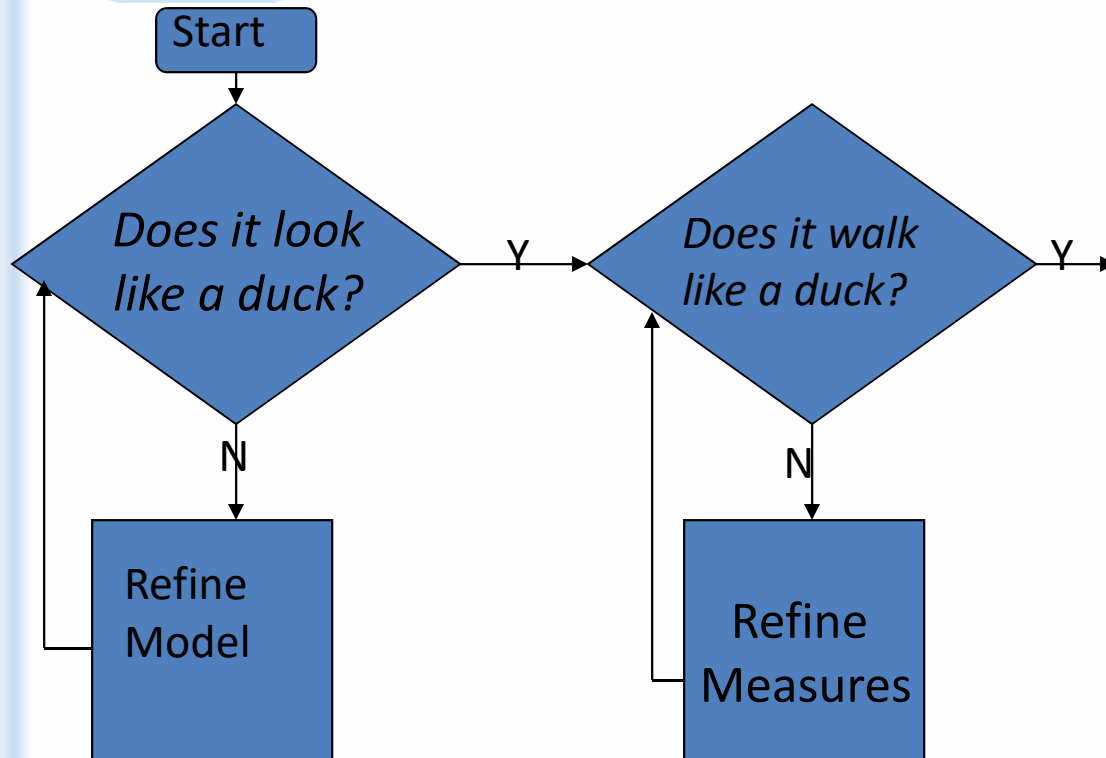 Start
Does it look
like a duck?
Y
Does it walk
like a duck?
Y
N
N
Refine
Model
Refine
Measures